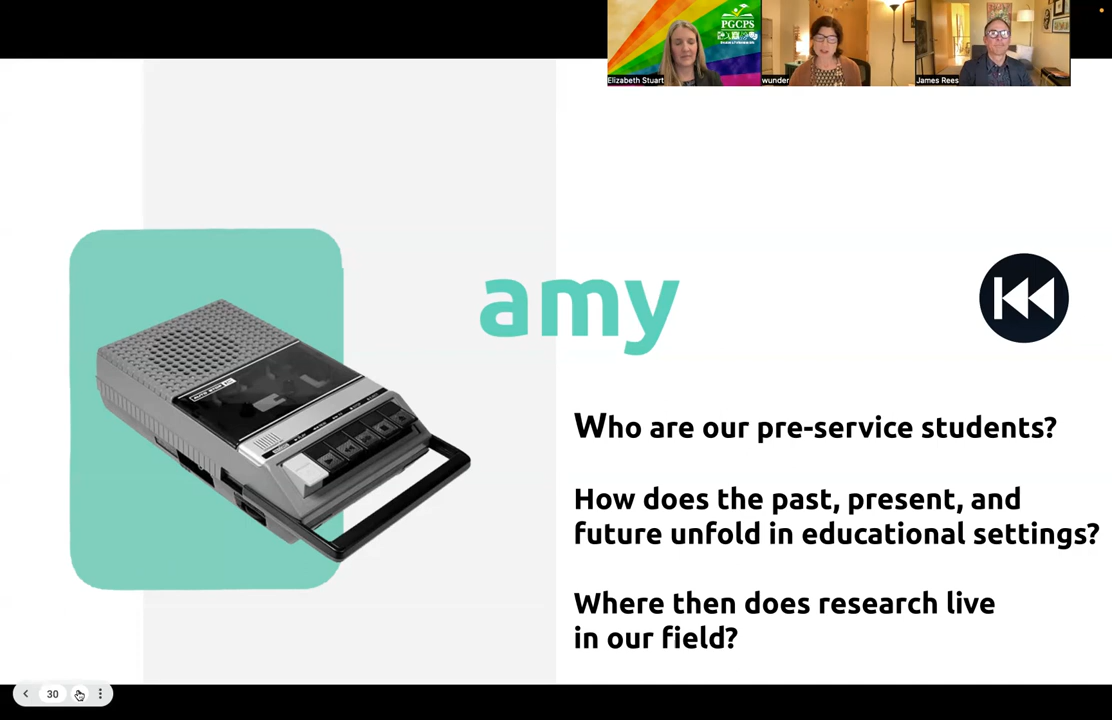 PGCPS
Elizabeth Stuart
wunder
James Rees
amy
Who are our pre-service students?
How does the past, present, and
future unfold in educational settings?
Where then does research live
in our field?
30